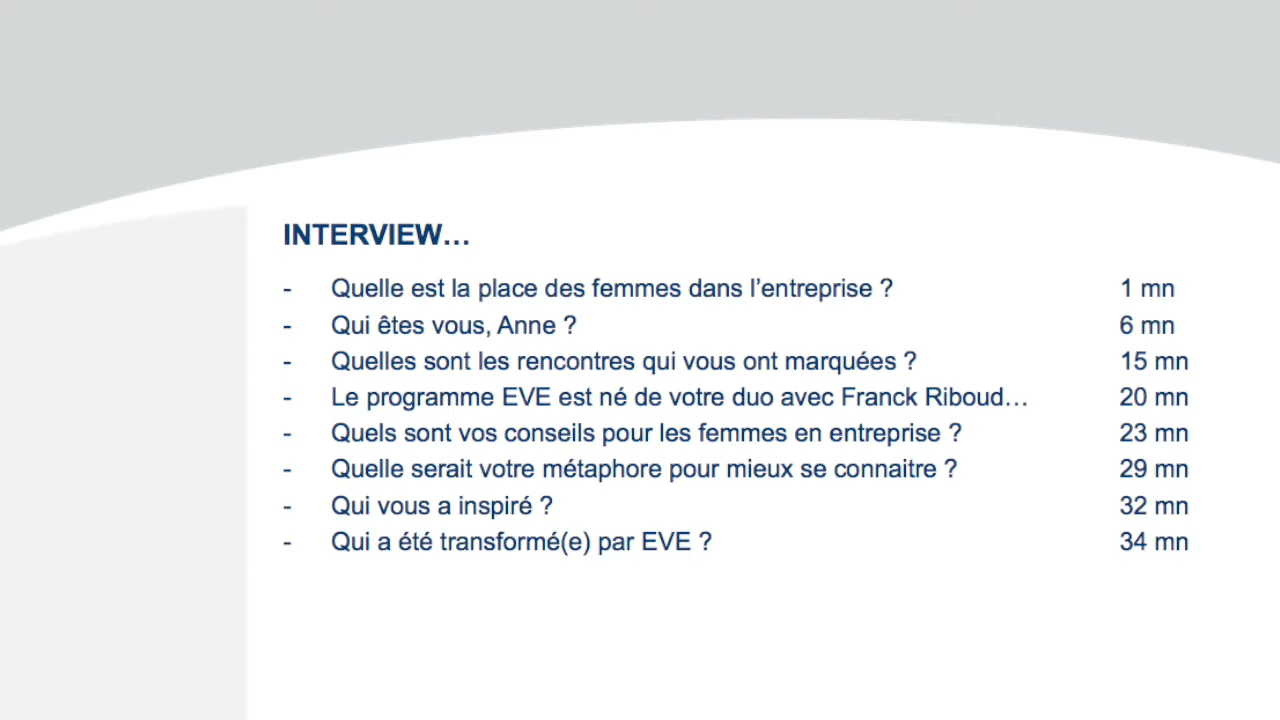 INTERVIEW…
- Quelle est la place des femmes dans l’entreprise ? 1 mn
- Qui êtes vous, Anne ? 6 mn
- Quelles sont les rencontres qui vous ont marquées ? 15 mn
- Le programme EVE est né de votre duo avec Franck Riboud… 20 mn
- Quels sont vos conseils pour les femmes en entreprise ? 23 mn
- Quelle serait votre métaphore pour mieux se connaitre ? 29 mn
- Qui vous a inspiré ? 32 mn
- Qui a été transformé(e) par EVE ? 34 mn